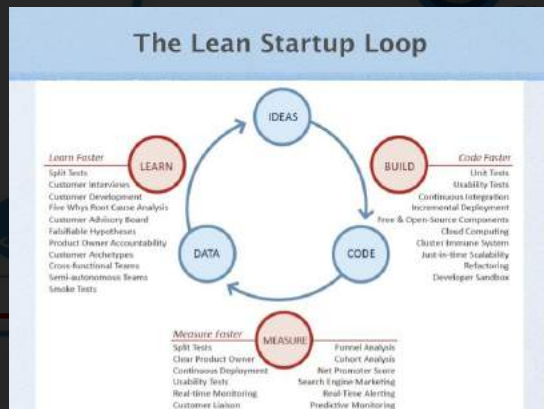 The Lean Startup Loop
IDEAS
LEARN
BUILD
DATA
CODE
MEASURE
Learn Faster
Split Tests
Customer Interviews
Customer Development
Five Whys Root Cause Analysis
Customer Advisory Board
Falsifiable Hypotheses
Product Owner Accountability
Customer Archetypes
Cross-functional Teams
Semi-autonomous Teams
Smoke Tests
Code Faster
Unit Tests
Usability Tests
Continuous Integration
Incremental Deployment
Free & Open-Source Components
Cloud Computing
Cluster Immune System
Just-in-time Scalability
Refactoring
Developer Sandbox
Measure Faster
Split Tests
Clear Product Owner
Continuous Deployment
Usability Tests
Real-time Monitoring
Customer Liaison
Funnel Analysis
Cohort Analysis
Net Promoter Score
Search Engine Marketing
Real-Time Alerting
Predictive Monitoring